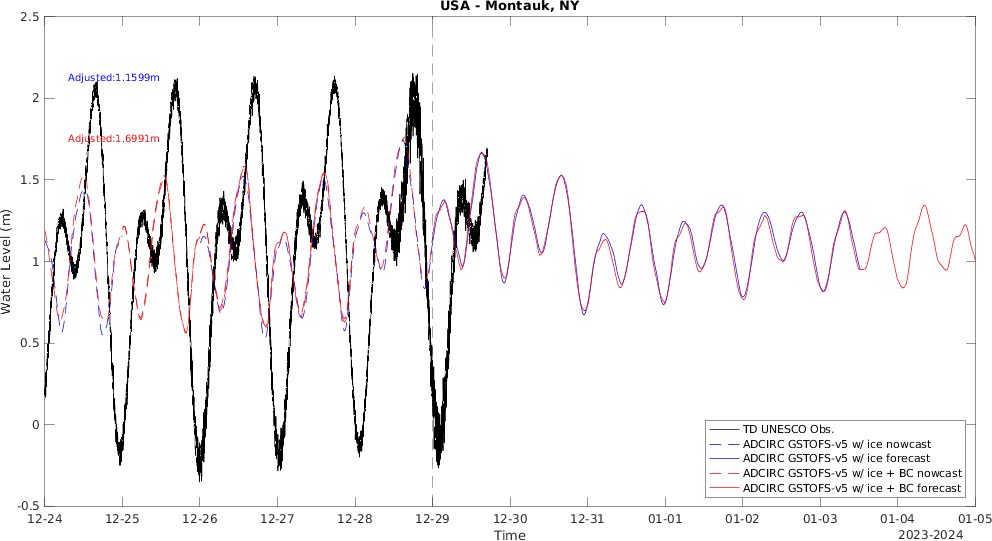 USA - Montauk, NY
2.5
2
1.5
1
0.5
0
-0.5
Water Level (m)
Adjusted:1.1599m
Adjusted:1.6991m
TD UNESCO Obs.
ADCIRC GSTOFS-v5 w/ ice nowcast
ADCIRC GSTOFS-v5 w/ ice forecast
ADCIRC GSTOFS-v5 w/ ice + BC nowcast
ADCIRC GSTOFS-v5 w/ ice + BC forecast
12-24 12-25 12-26 12-27 12-28 12-29 12-30 12-31 01-01 01-02 01-03 01-04 01-05
Time
2023-2024